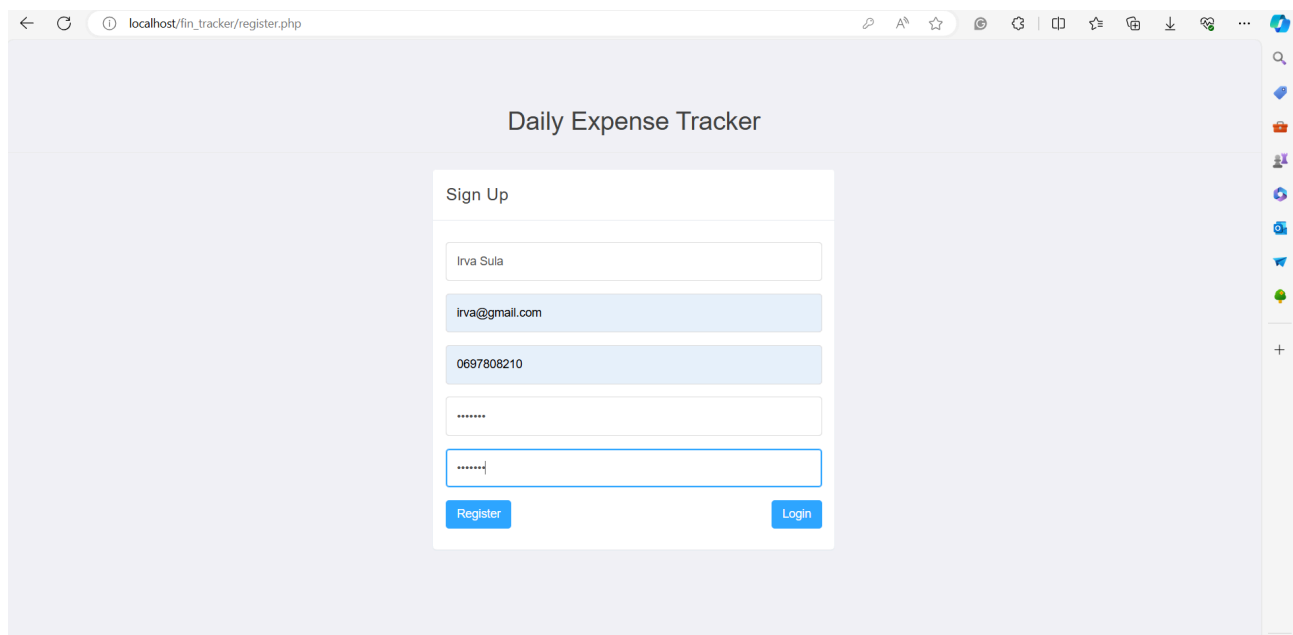 localhost/fin_tracker/register.php
Daily Expense Tracker
Sign Up
Irva Sula
irva@gmail.com
0697808210
•••••••
•••••••
Register Login